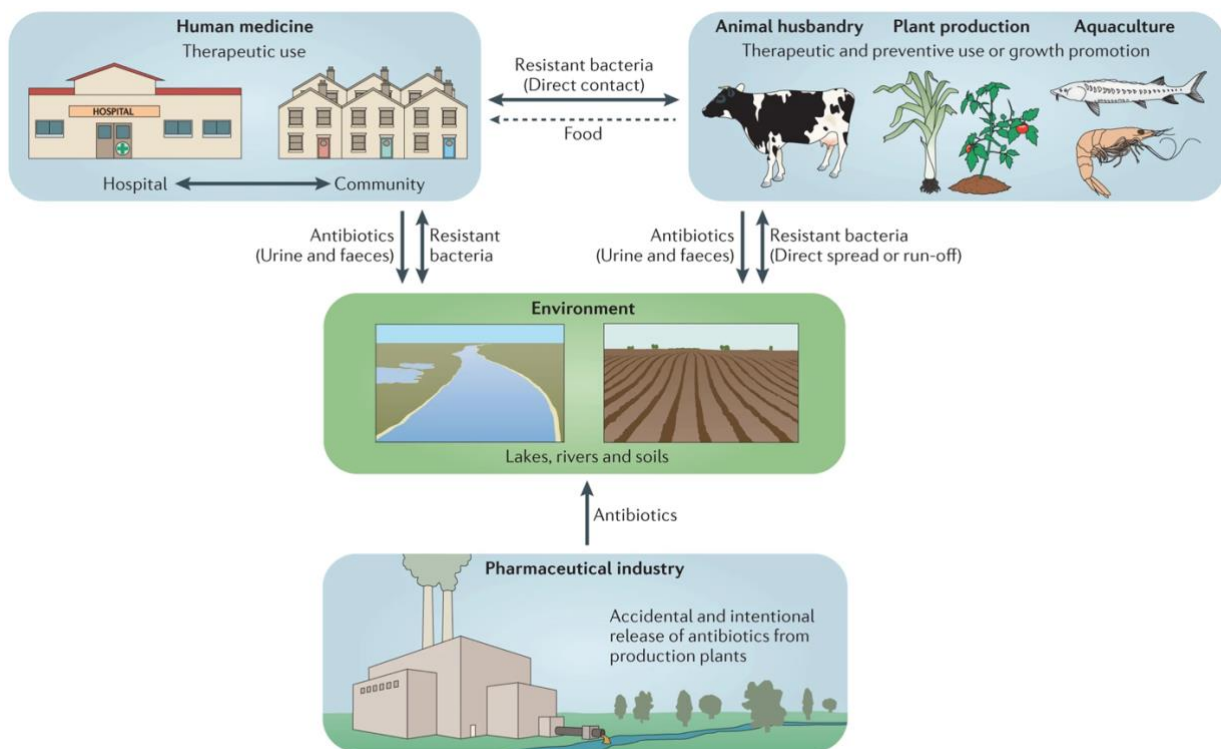 Human medicine
Therapeutic use
HOSPITAL
Hospital
Community
Resistant bacteria
(Direct contact)
Food
Animal husbandry
Plant production
Aquaculture
Therapeutic and preventive use or growth promotion
Antibiotics
(Urine and faeces)
Resistant
bacteria
Antibiotics
(Urine and faeces)
Resistant bacteria
(Direct spread or run-off)
Environment
Lakes, rivers and soils
Antibiotics
Pharmaceutical industry
Accidental and intentional
release of antibiotics from
production plants